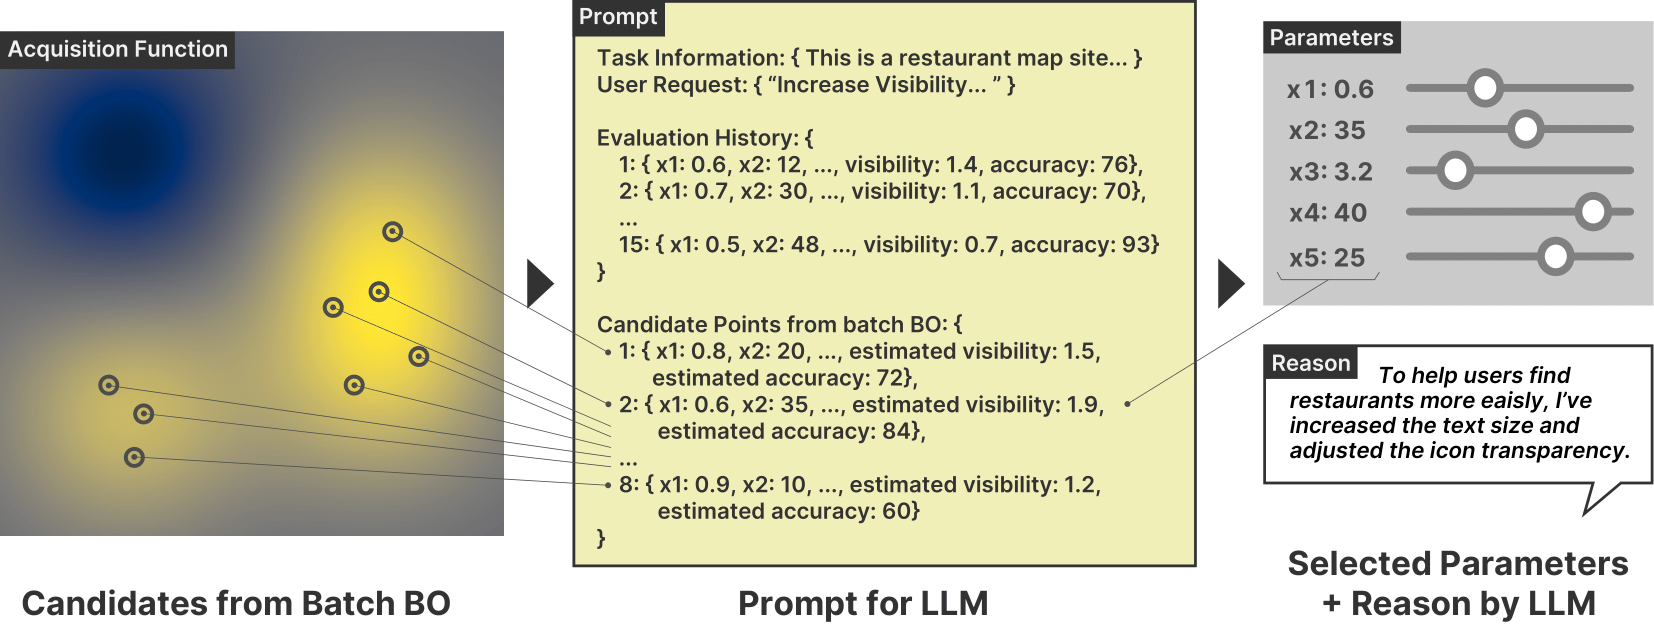 Acquisition Function
Candidates from Batch BO
Prompt
Task Information: { This is a restaurant map site... }
User Request: { “Increase Visibility... ” }
Evaluation History: {
1: { x1: 0.6, x2: 12, ..., visibility: 1.4, accuracy: 76},
2: { x1: 0.7, x2: 30, ..., visibility: 1.1, accuracy: 70},
...
15: { x1: 0.5, x2: 48, ..., visibility: 0.7, accuracy: 93}
}
Candidate Points from batch BO: {
1: { x1: 0.8, x2: 20, ..., estimated visibility: 1.5,
estimated accuracy: 72},
2: { x1: 0.6, x2: 35, ..., estimated visibility: 1.9,
estimated accuracy: 84},
...
8: { x1: 0.9, x2: 10, ..., estimated visibility: 1.2,
estimated accuracy: 60}
}
Prompt for LLM
Parameters
x1: 0.6
x2: 35
x3: 3.2
x4: 40
x5: 25
Reason
To help users find
restaurants more eaisly, I’ve
increased the text size and
adjusted the icon transparency.
Selected Parameters
+ Reason by LLM